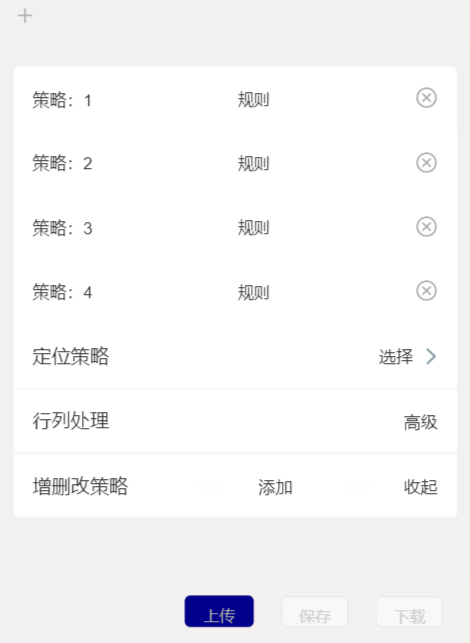 策略：1 规则
策略：2 规则
策略：3 规则
策略：4 规则
定位策略 选择
行列处理 高级
增删改策略 添加 收起
上传 保存 下载